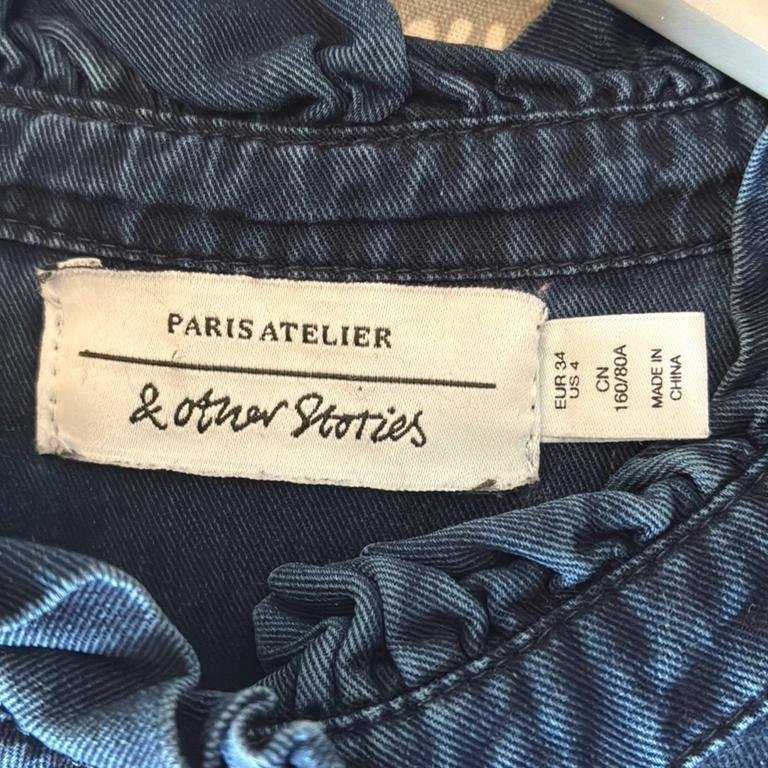 PARIS ATELIER
& other Stories
EUR 34
US 4
CN
160/80A
MADE IN
CHINA